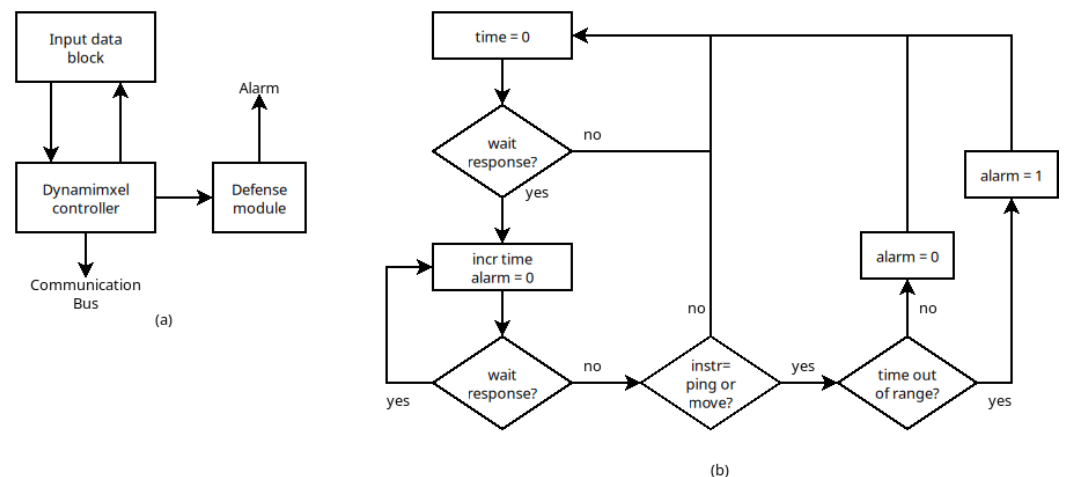 Input data
block
Alarm
Dynamimxel
controller
Defense
module
Communication
Bus
(a)
time = 0
wait
response?
no
yes
incr time
alarm = 0
wait
response?
yes
no
instr=
ping or
move?
no
yes
time out
of range?
no
yes
alarm = 0
alarm = 1
(b)